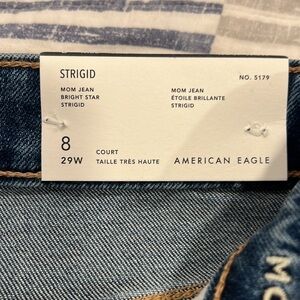 STRIGID
MOM JEAN
BRIGHT STAR
STRIGID
MOM JEAN
ÉTOILE BRILLANTE
STRIGID
NO. 5179
8
29W
COURT
TAILLE TRÈS HAUTE
AMERICAN EAGLE
MO